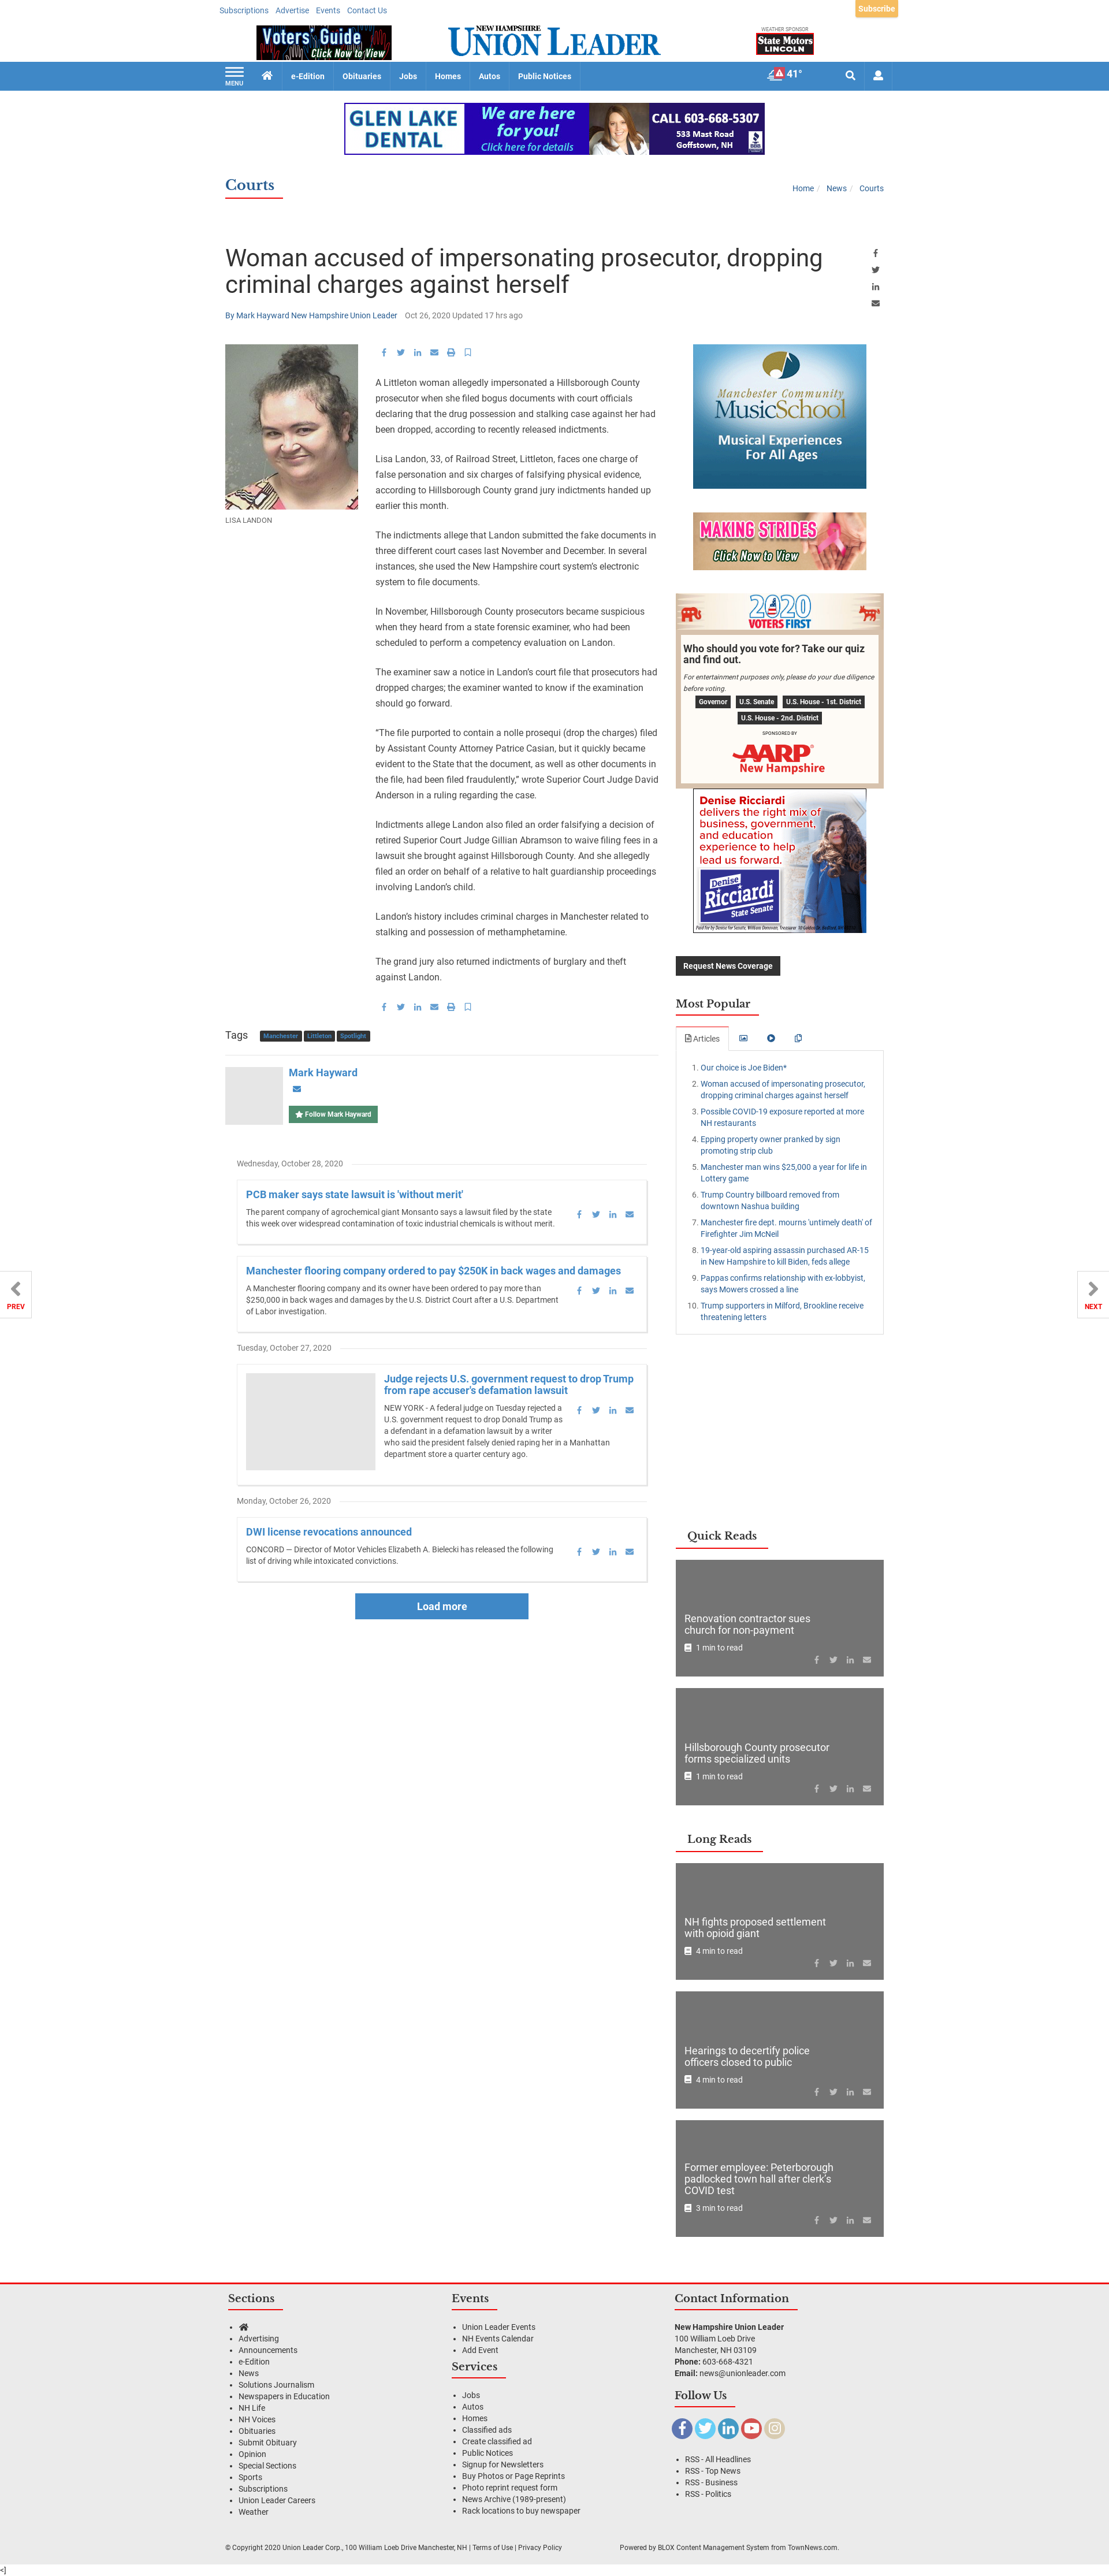 Subscriptions Advertise Events Contact Us
Subscribe
Voters' Guide
Click Now to View
NEW HAMPSHIRE
UNION LEADER
WEATHER SPONSOR
State Motors
LINCOLN
MENU
e-Edition Obituaries Jobs Homes Autos Public Notices
41°
GLEN LAKE
DENTAL
We are here
for you!
Click here for details
CALL 603-668-5307
533 Mast Road
Goffstown, NH
BBB
Courts
Home / News / Courts
Woman accused of impersonating prosecutor, dropping
criminal charges against herself
By Mark Hayward New Hampshire Union Leader Oct 26, 2020 Updated 17 hrs ago
LISA LANDON
A Littleton woman allegedly impersonated a Hillsborough County
prosecutor when she filed bogus documents with court officials
declaring that the drug possession and stalking case against her had
been dropped, according to recently released indictments.
Lisa Landon, 33, of Railroad Street, Littleton, faces one charge of
false personation and six charges of falsifying physical evidence,
according to Hillsborough County grand jury indictments handed up
earlier this month.
The indictments allege that Landon submitted the fake documents in
three different court cases last November and December. In several
instances, she used the New Hampshire court system's electronic
system to file documents.
In November, Hillsborough County prosecutors became suspicious
when they heard from a state forensic examiner, who had been
scheduled to perform a competency evaluation on Landon.
The examiner saw a notice in Landon's court file that prosecutors had
dropped charges; the examiner wanted to know if the examination
should go forward.
"The file purported to contain a nolle prosequi (drop the charges) filed
by Assistant County Attorney Patrice Casian, but it quickly became
evident to the State that the document, as well as other documents in
the file, had been filed fraudulently," wrote Superior Court Judge David
Anderson in a ruling regarding the case.
Indictments allege Landon also filed an order falsifying a decision of
retired Superior Court Judge Gillian Abramson to waive filing fees in a
lawsuit she brought against Hillsborough County. And she allegedly
filed an order on behalf of a relative to halt guardianship proceedings
involving Landon's child.
Landon's history includes criminal charges in Manchester related to
stalking and possession of methamphetamine.
The grand jury also returned indictments of burglary and theft
against Landon.
Tags Manchester Littleton Spotlight
Mark Hayward
Follow Mark Hayward
Wednesday, October 28, 2020
PCB maker says state lawsuit is 'without merit'
The parent company of agrochemical giant Monsanto says a lawsuit filed by the state
this week over widespread contamination of toxic industrial chemicals is without merit.
Manchester flooring company ordered to pay $250K in back wages and damages
A Manchester flooring company and its owner have been ordered to pay more than
$250,000 in back wages and damages by the U.S. District Court after a U.S. Department
of Labor investigation.
Tuesday, October 27, 2020
Judge rejects U.S. government request to drop Trump
from rape accuser's defamation lawsuit
NEW YORK - A federal judge on Tuesday rejected a
U.S. government request to drop Donald Trump as
a defendant in a defamation lawsuit by a writer
who said the president falsely denied raping her in a Manhattan
department store a quarter century ago.
Monday, October 26, 2020
DWI license revocations announced
CONCORD — Director of Motor Vehicles Elizabeth A. Bielecki has released the following
list of driving while intoxicated convictions.
Load more
PREV
NEXT
Manchester Community
MusicSchool
Musical Experiences
For All Ages
MAKING STRIDES
Click Now to View
2020
VOTERS FIRST
Who should you vote for? Take our quiz
and find out.
For entertainment purposes only, please do your due diligence
before voting.
Governor U.S. Senate U.S. House - 1st. District
U.S. House - 2nd. District
SPONSORED BY
AARP
New Hampshire
Denise Ricciardi
delivers the right mix of
business, government,
and education
experience to help
lead us forward.
Denise
Ricciardi
State Senate
Request News Coverage
Most Popular
Articles
1. Our choice is Joe Biden*
2. Woman accused of impersonating prosecutor,
dropping criminal charges against herself
3. Possible COVID-19 exposure reported at more
NH restaurants
4. Epping property owner pranked by sign
promoting strip club
5. Manchester man wins $25,000 a year for life in
Lottery game
6. Trump Country billboard removed from
downtown Nashua building
7. Manchester fire dept. mourns 'untimely death' of
Firefighter Jim McNeil
8. 19-year-old aspiring assassin purchased AR-15
in New Hampshire to kill Biden, feds allege
9. Pappas confirms relationship with ex-lobbyist,
says Mowers crossed a line
10. Trump supporters in Milford, Brookline receive
threatening letters
Quick Reads
Renovation contractor sues
church for non-payment
1 min to read
Hillsborough County prosecutor
forms specialized units
1 min to read
Long Reads
NH fights proposed settlement
with opioid giant
4 min to read
Hearings to decertify police
officers closed to public
4 min to read
Former employee: Peterborough
padlocked town hall after clerk's
COVID test
3 min to read
Sections
Advertising
Announcements
e-Edition
News
Solutions Journalism
Newspapers in Education
NH Life
NH Voices
Obituaries
Submit Obituary
Opinion
Special Sections
Sports
Subscriptions
Union Leader Careers
Weather
Events
Union Leader Events
NH Events Calendar
Add Event
Services
Jobs
Autos
Homes
Classified ads
Create classified ad
Public Notices
Signup for Newsletters
Buy Photos or Page Reprints
Photo reprint request form
News Archive (1989-present)
Rack locations to buy newspaper
Contact Information
New Hampshire Union Leader
100 William Loeb Drive
Manchester, NH 03109
Phone: 603-668-4321
Email: news@unionleader.com
Follow Us
RSS - All Headlines
RSS - Top News
RSS - Business
RSS - Politics
© Copyright 2020 Union Leader Corp., 100 William Loeb Drive Manchester, NH | Terms of Use | Privacy Policy
Powered by BLOX Content Management System from TownNews.com.
<]